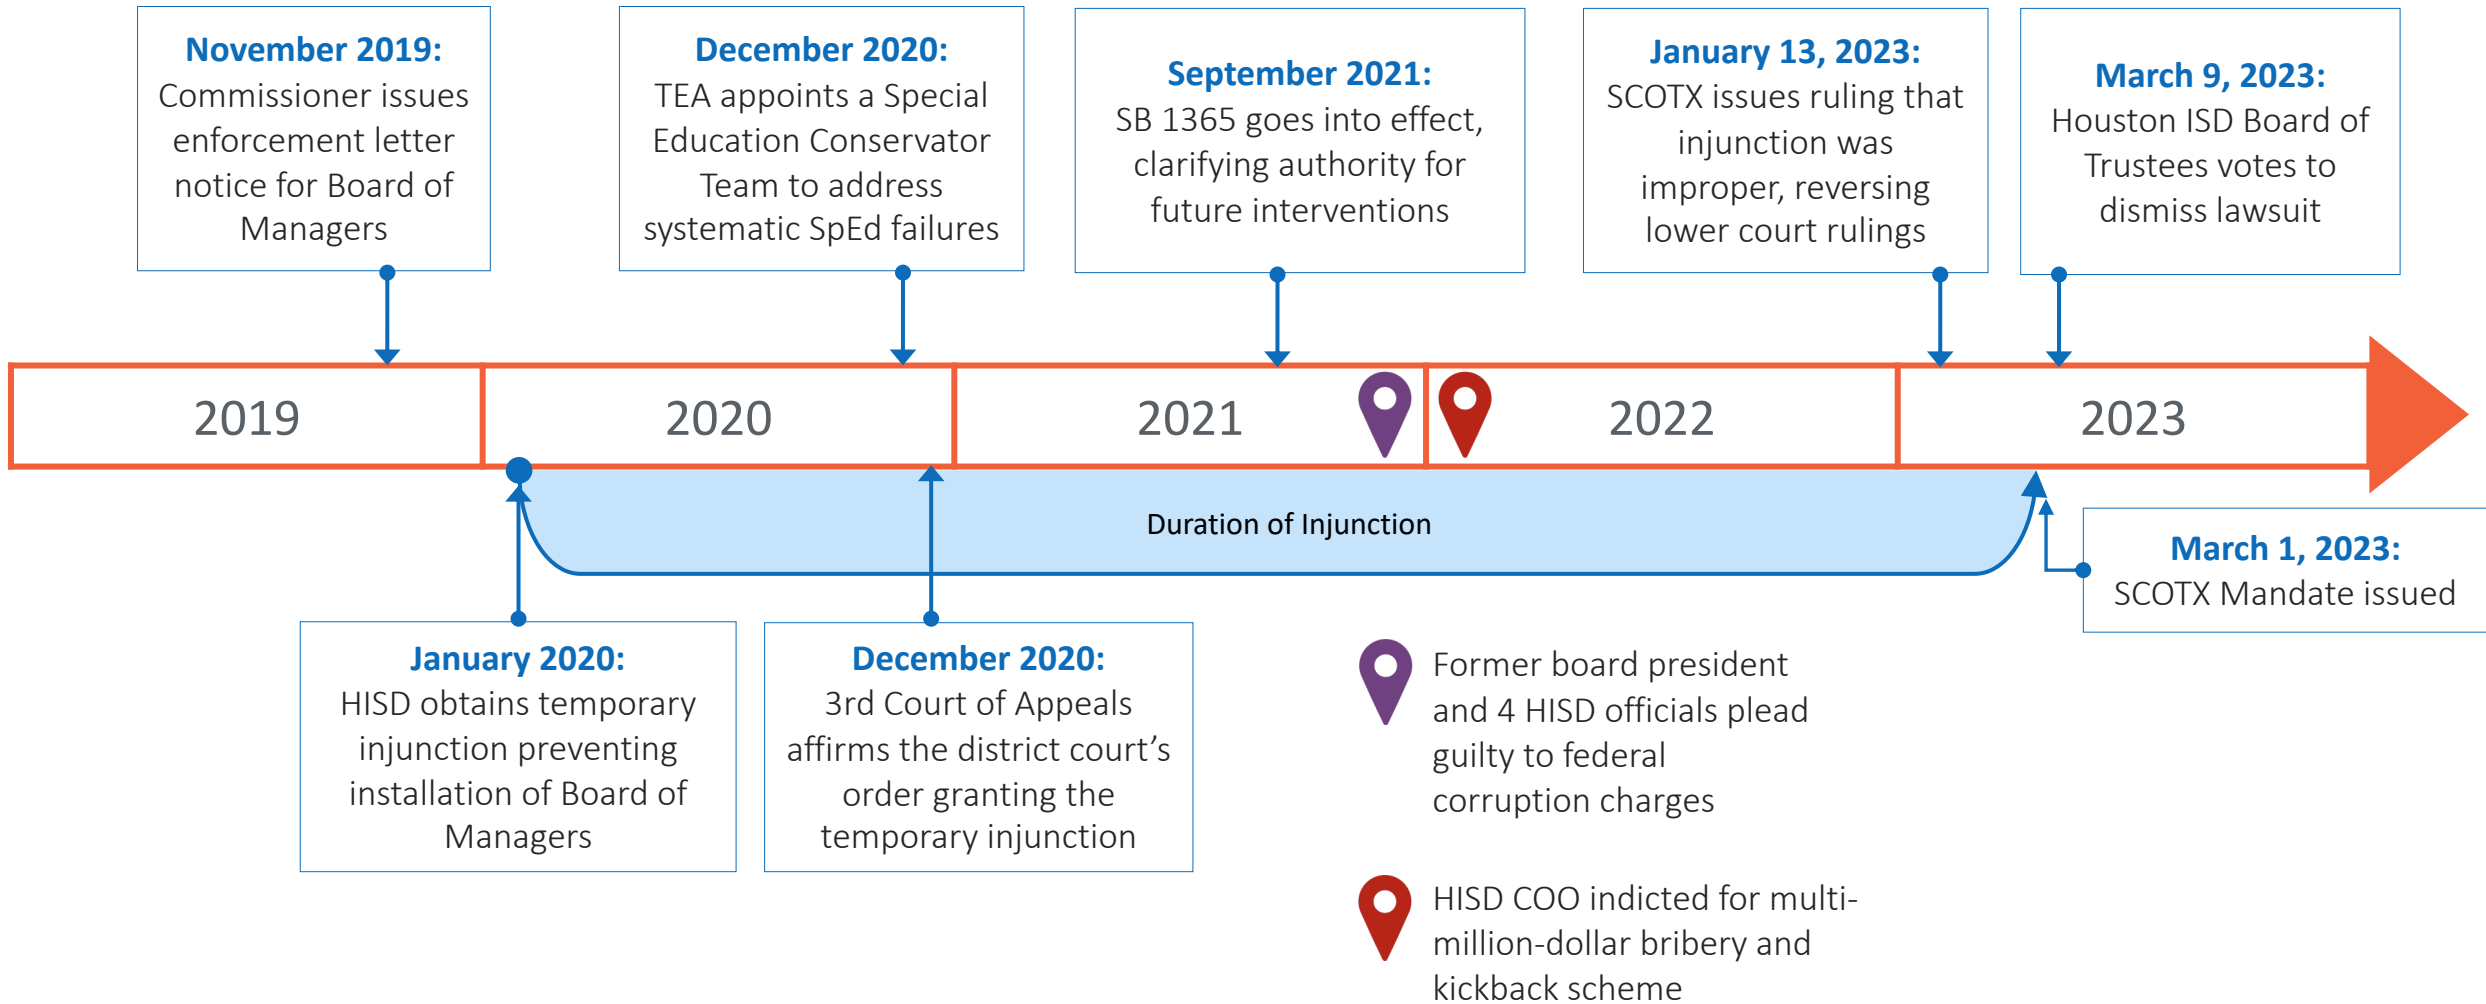 November 2019:
Commissioner issues
enforcement letter
notice for Board of
Managers
December 2020:
TEA appoints a Special
Education Conservator
Team to address
systematic SpEd failures
September 2021:
SB 1365 goes into effect,
clarifying authority for
future interventions
January 13, 2023:
SCOTX issues ruling that
injunction was
improper, reversing
lower court rulings
March 9, 2023:
Houston ISD Board of
Trustees votes to
dismiss lawsuit
2019
2020
2021
2022
2023
Duration of Injunction
March 1, 2023:
SCOTX Mandate issued
January 2020:
HISD obtains temporary
injunction preventing
installation of Board of
Managers
December 2020:
3rd Court of Appeals
affirms the district court’s
order granting the
temporary injunction
Former board president
and 4 HISD officials plead
guilty to federal
corruption charges
HISD COO indicted for multi-
million-dollar bribery and
kickback scheme